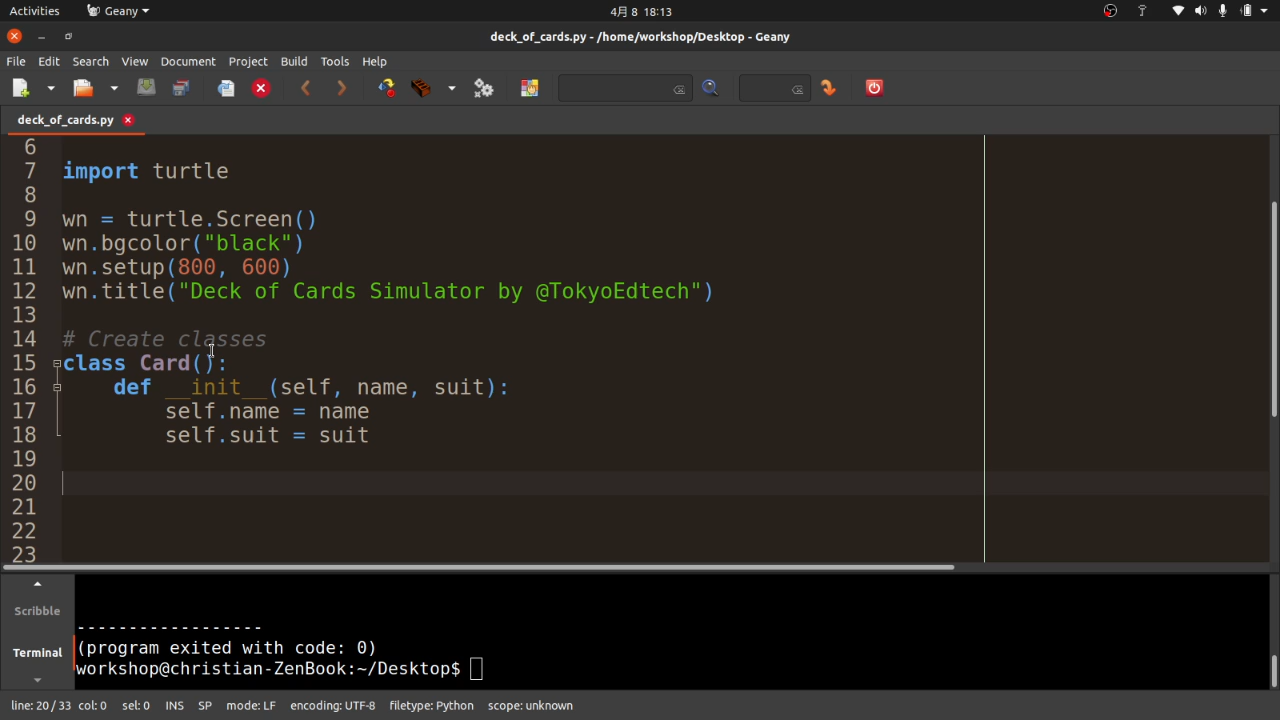 Activities Geany 4月 8 18:13
deck_of_cards.py - /home/workshop/Desktop - Geany
File Edit Search View Document Project Build Tools Help
deck_of_cards.py
6
7 import turtle
8
9 wn = turtle.Screen()
10 wn.bgcolor("black")
11 wn.setup(800, 600)
12 wn.title("Deck of Cards Simulator by @TokyoEdtech")
13
14 # Create classes
15 class Card():
16 def __init__(self, name, suit):
17 self.name = name
18 self.suit = suit
19
20
21
22
23
Scribble
------------------
Terminal (program exited with code: 0)
workshop@christian-ZenBook:~/Desktop$
line: 20 / 33 col: 0 sel: 0 INS SP mode: LF encoding: UTF-8 filetype: Python scope: unknown